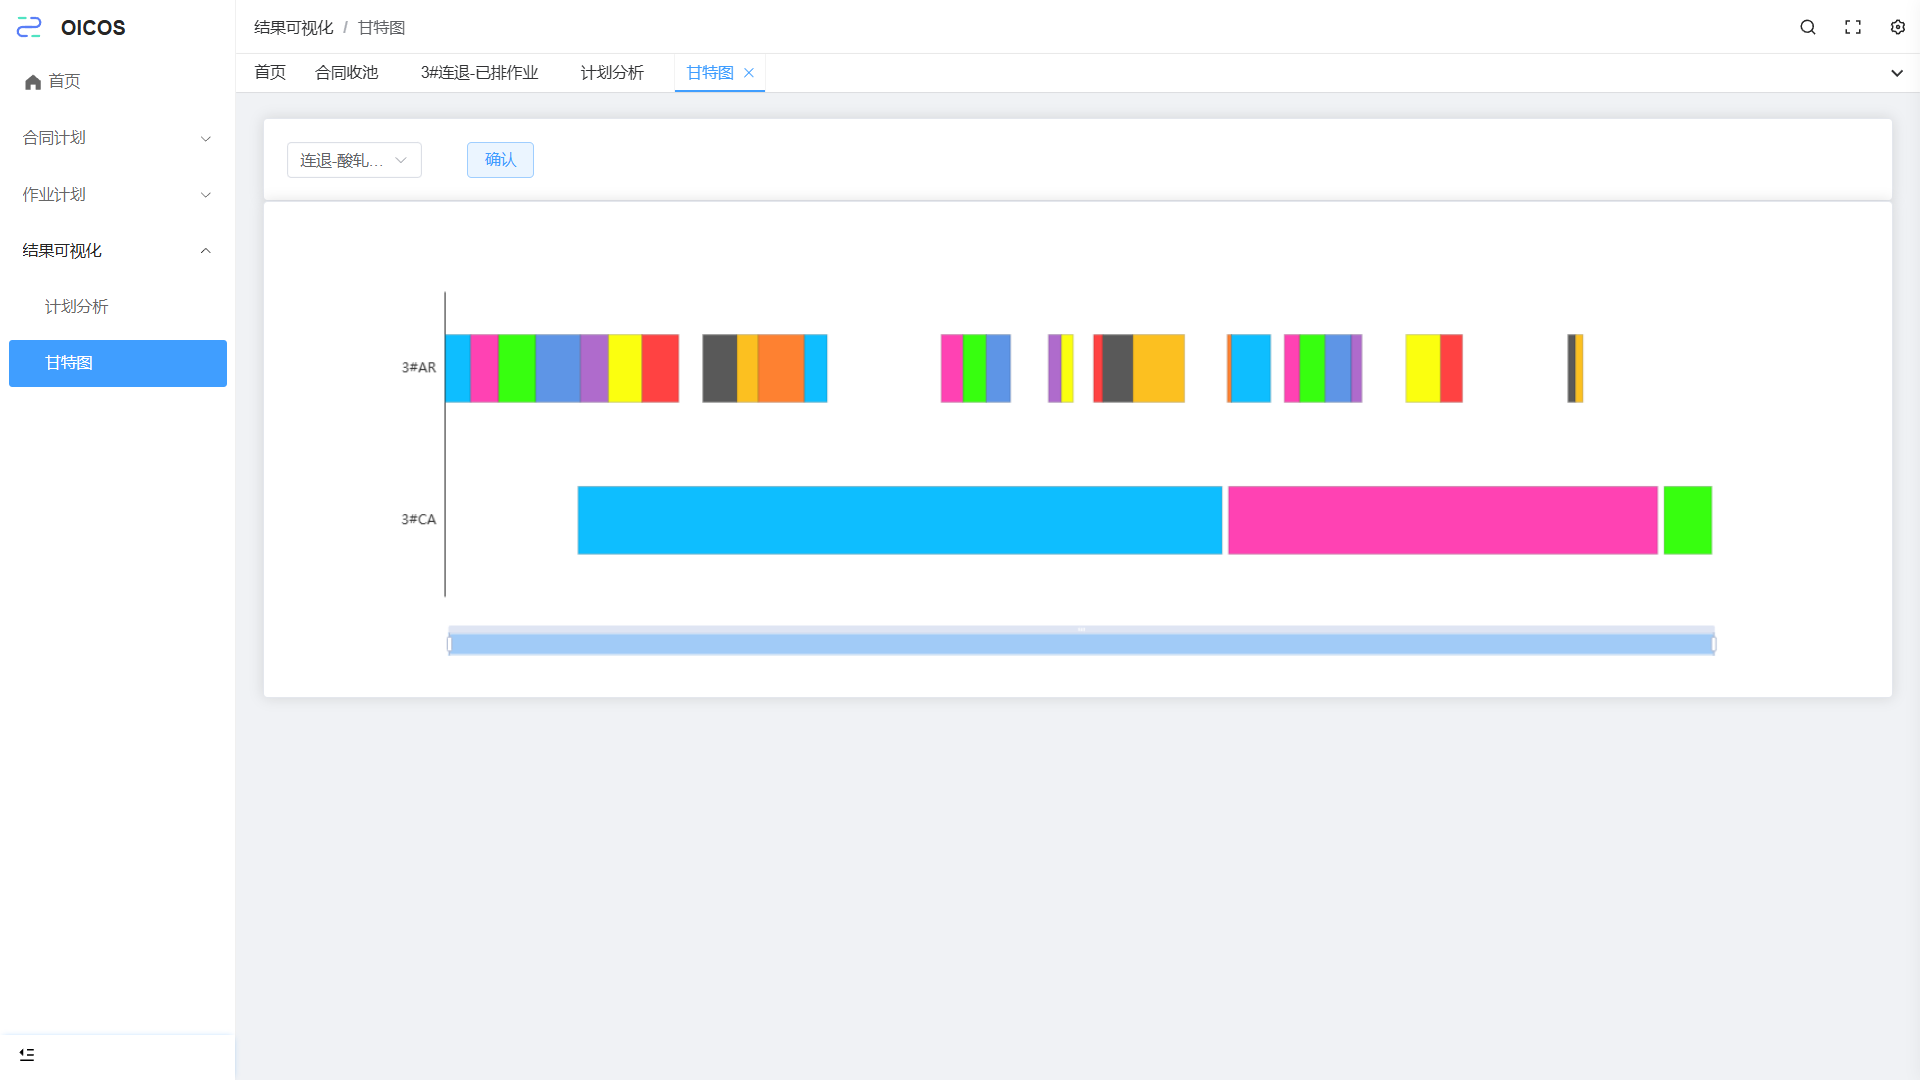 OICOS
首页
合同计划
作业计划
结果可视化
计划分析
甘特图
结果可视化 / 甘特图
首页 合同收池 3#连退-已排作业 计划分析 甘特图
连退-酸轧... 确认
3#AR
3#CA